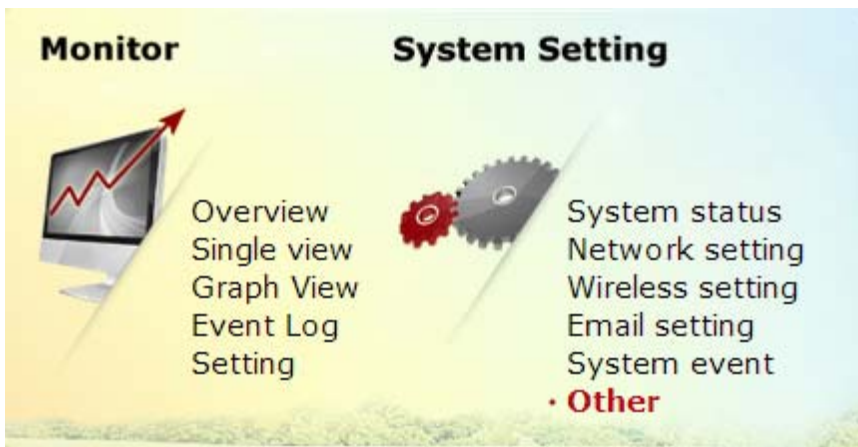 Monitor
Overview
Single view
Graph View
Event Log
Setting
System Setting
System status
Network setting
Wireless setting
Email setting
System event
· Other